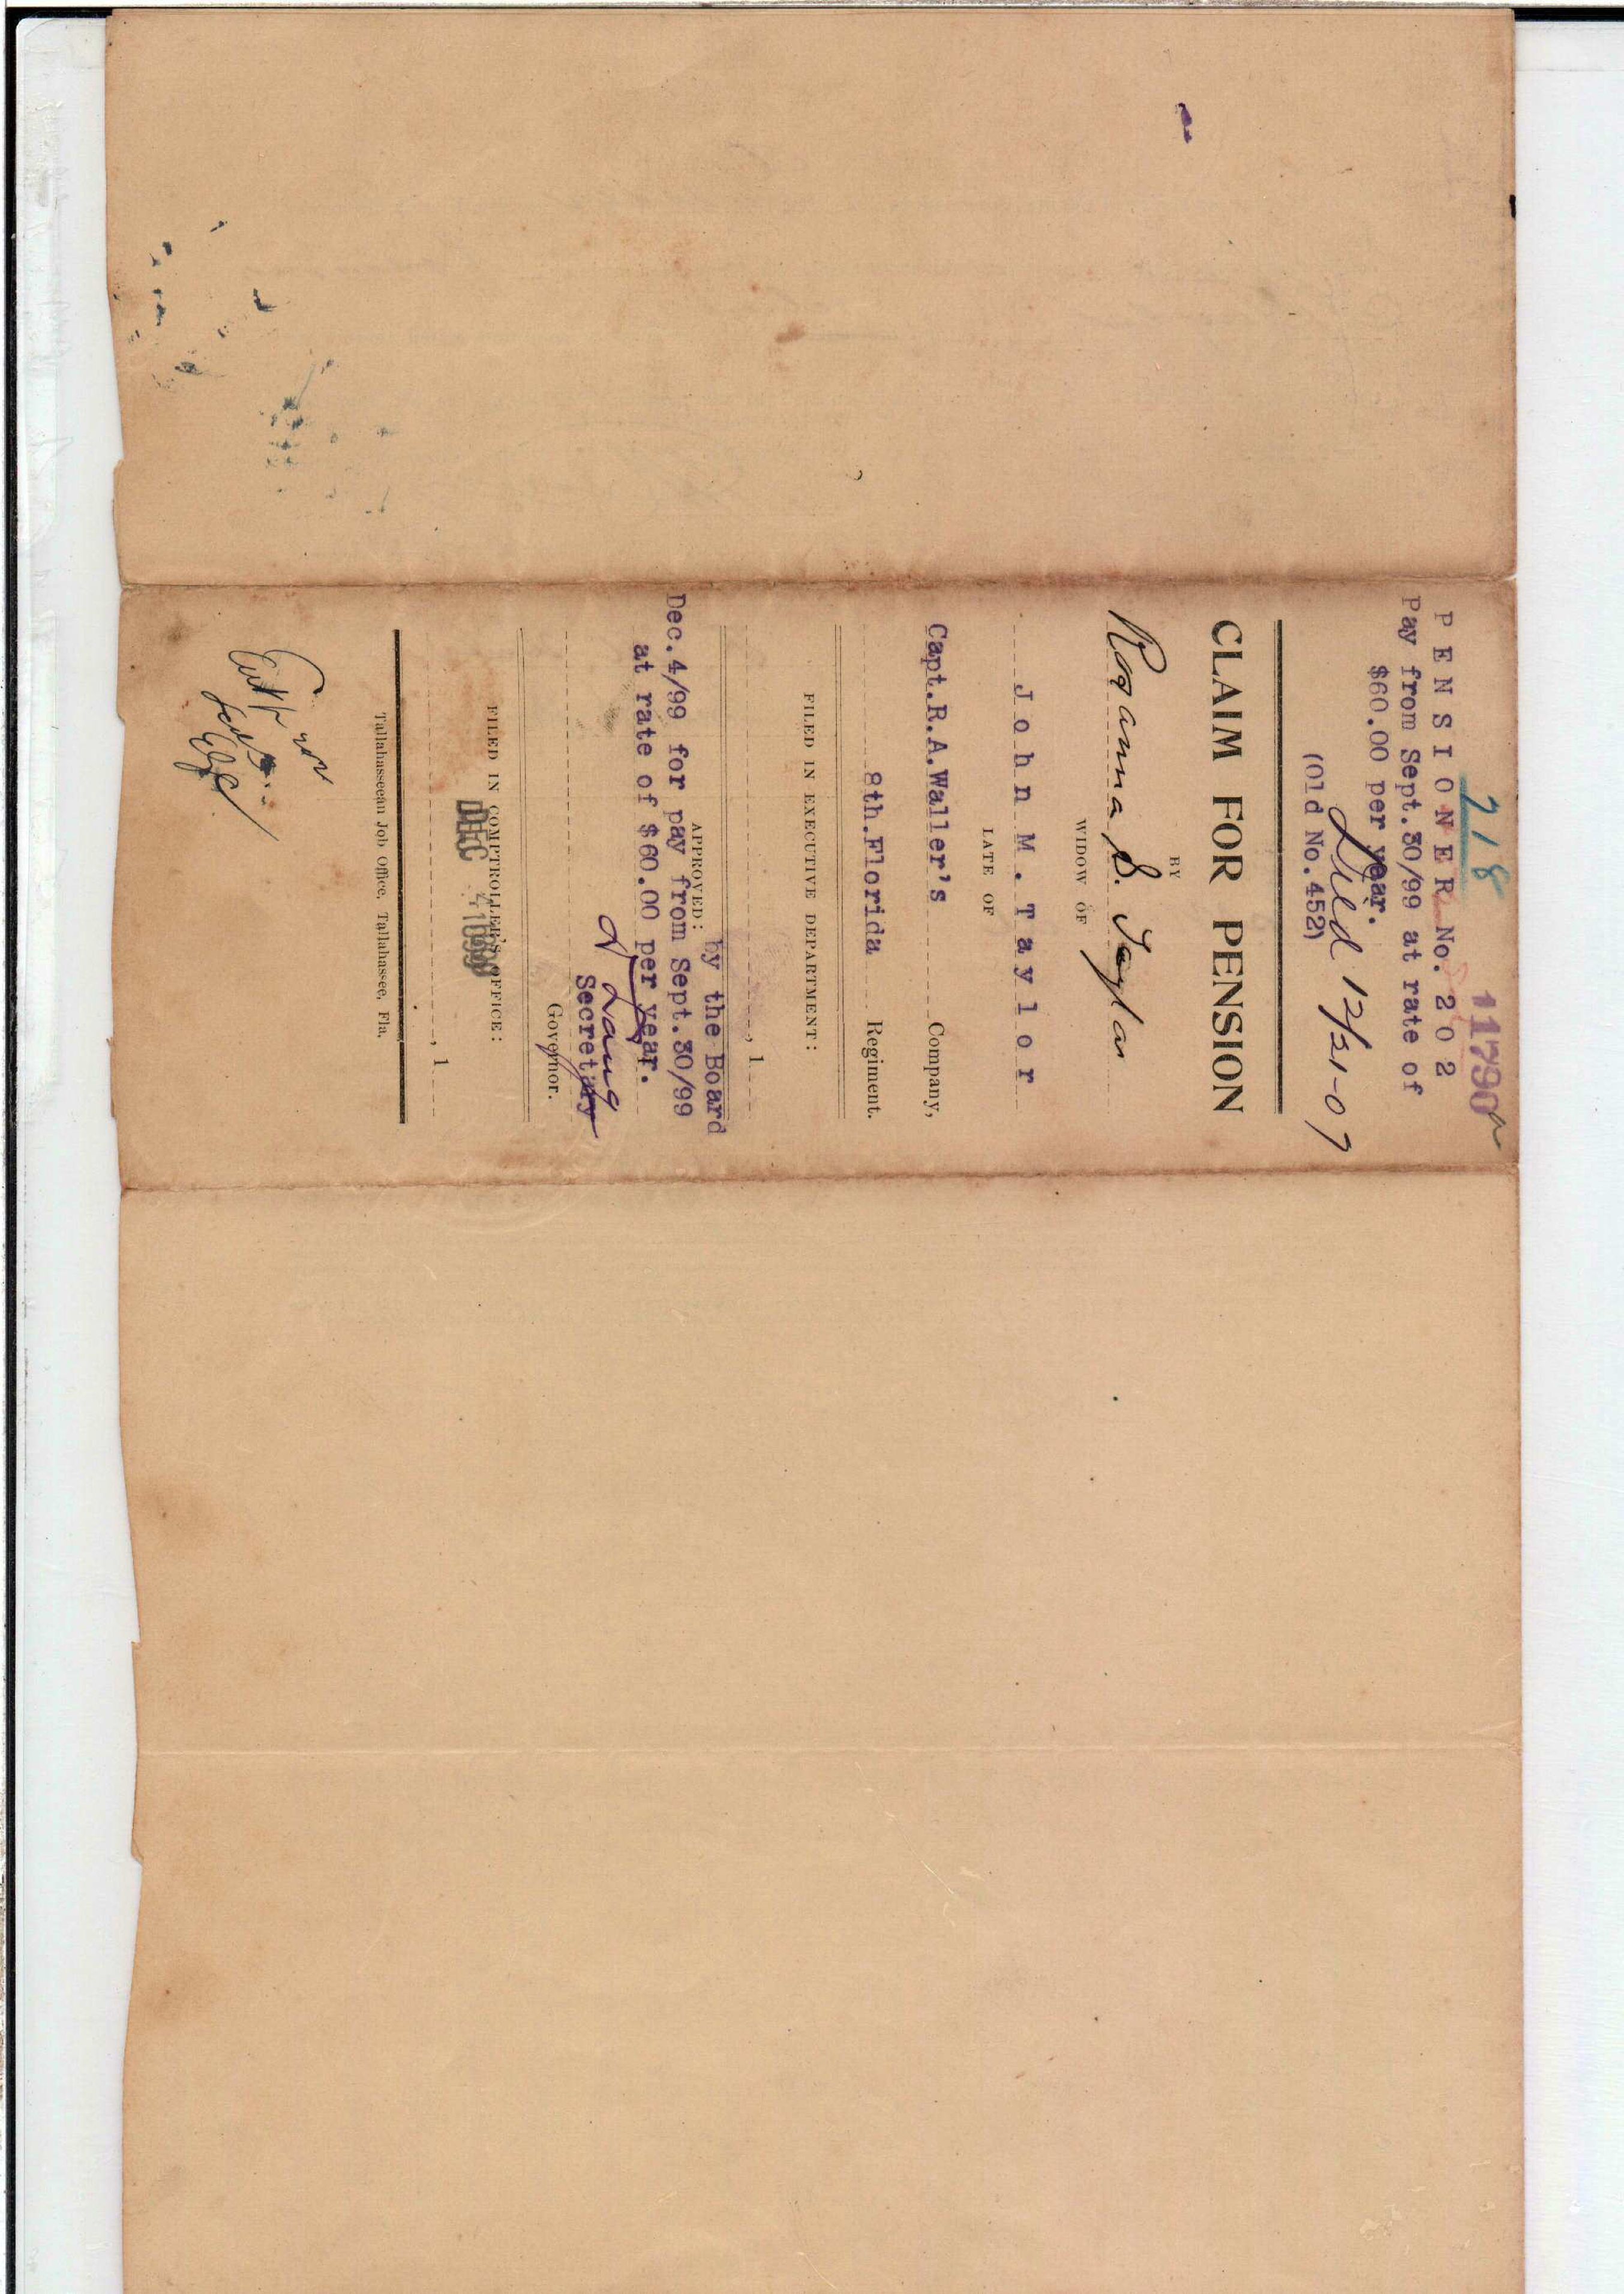 718
11790
PENSIONER No. 202
Pay from Sept.30/99 at rate of
$60.00 per year.
Died 12/21-07
(Old No.452)
CLAIM FOR PENSION
BY
Roxanna S. Taylor
WIDOW OF
John M. Taylor
LATE OF
Capt.R.A.Waller's Company,
8th.Florida Regiment.
FILED IN EXECUTIVE DEPARTMENT:
, 1
APPROVED: by the Board
Dec.4/99 for pay from Sept.30/99
at rate of $60.00 per year.
D Lang
Secretary
Governor.
FILED IN COMPTROLLER'S OFFICE:
DEC 4 1899
, 1
Tallahasseean Job Office, Tallahassee, Fla.